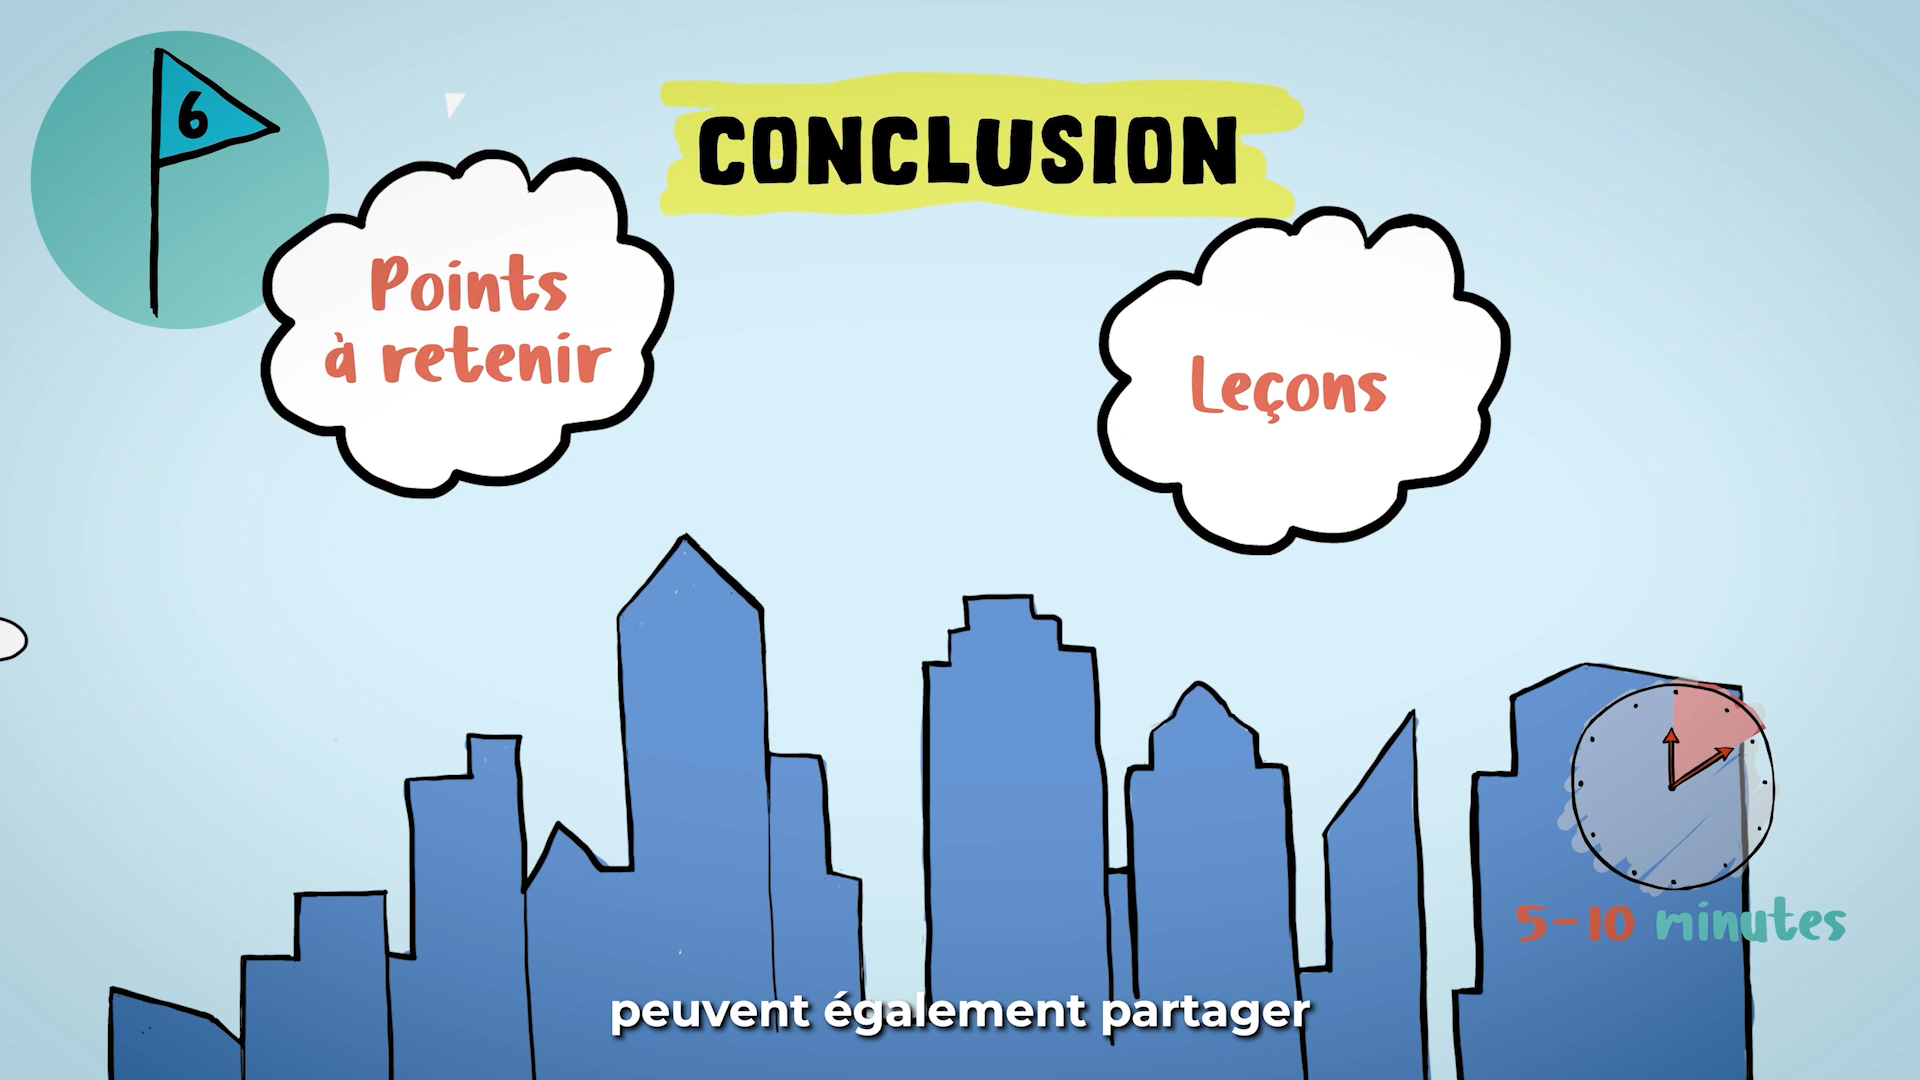 6
CONCLUSION
Points
à retenir
Leçons
5-10 minutes
peuvent également partager